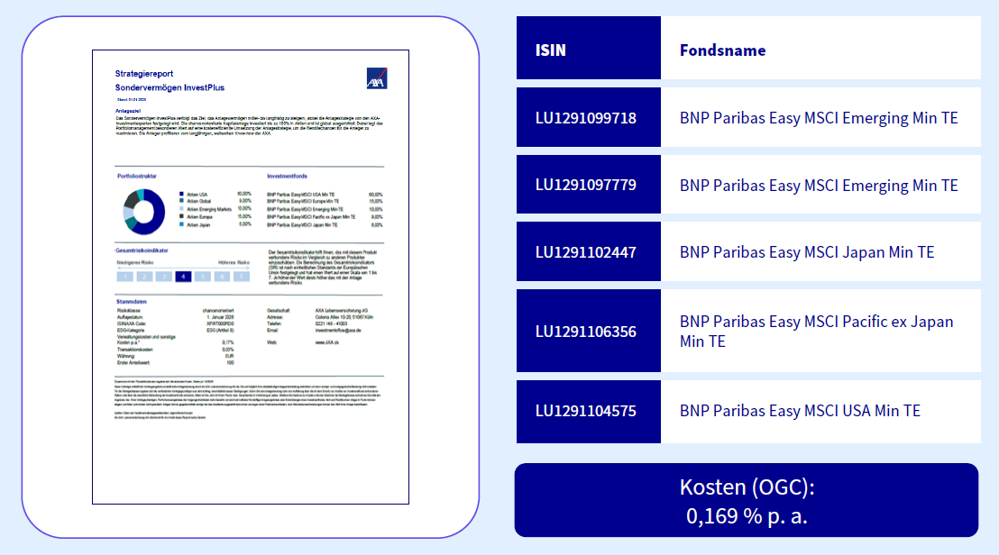 Strategiereport
Sondervermögen InvestPlus
AXA
Anlageziel
Das Sondervermögen InvestPlus verfolgt das Ziel, das Anlagevermögen mittel- bis langfristig zu steigern, wobei die Anlagestrategie von den AXA-
Investmentexperten festgelegt wird. Die chancenorientierte Kapitalanlage investiert bis zu 100% in Aktien und ist global ausgerichtet. Dabei legt das
Portfoliomanagement besonderen Wert auf eine kosteneffiziente Umsetzung der Anlagestrategie, um die Renditechancen für die Anleger zu
maximieren. Die Anleger profitieren vom langjährigen, weltweiten Know-how der AXA.
Portfoliostruktur
Aktien USA 60,00%
Aktien Global 9,00%
Aktien Emerging Markets 10,00%
Aktien Europa 15,00%
Aktien Japan 6,00%
Investmentfonds
BNP Paribas Easy MSCI USA Min TE 60,00%
BNP Paribas Easy MSCI Europe Min TE 15,00%
BNP Paribas Easy MSCI Emerging Min TE 10,00%
BNP Paribas Easy MSCI Pacific ex Japan Min TE 9,00%
BNP Paribas Easy MSCI Japan Min TE 6,00%
Gesamtrisikoindikator
Niedrigeres Risiko Höheres Risiko
1 2 3 4 5 6 7
Der Gesamtrisikoindikator hilft Ihnen, das mit diesem Produkt
verbundene Risiko im Vergleich zu anderen Produkten
einzuschätzen. Die Berechnung des Gesamtrisikoindikators
(SRI) ist nach einheitlichen Standards der Europäischen
Union festgelegt und hat einen Wert auf einer Skala von 1 bis
7. Je höher der Wert desto höher das mit der Anlage
verbundene Risiko.
Stammdaten
Risikoklasse chancenorientiert
Auflagedatum: 1. Januar 2026
ISIN/AXA Code:
ESG-Kategorie ESG (Artikel 8)
Verwaltungskosten und sonstige
Kosten p.a.* 0,17%
Transaktionskosten: 0,03%
Währung: EUR
Erster Anteilswert: 100
Gesellschaft AXA Lebensversicherung AG
Adresse: Colonia Allee 10-20, 51067 Köln
Telefon: 0221 148 - 41003
Email: investmentoffice@axa.de
Web: www.AXA.de
ISIN Fondsname
LU1291099718 BNP Paribas Easy MSCI Emerging Min TE
LU1291097779 BNP Paribas Easy MSCI Emerging Min TE
LU1291102447 BNP Paribas Easy MSCI Japan Min TE
LU1291106356 BNP Paribas Easy MSCI Pacific ex Japan
Min TE
LU1291104575 BNP Paribas Easy MSCI USA Min TE
Kosten (OGC):
0,169 % p. a.